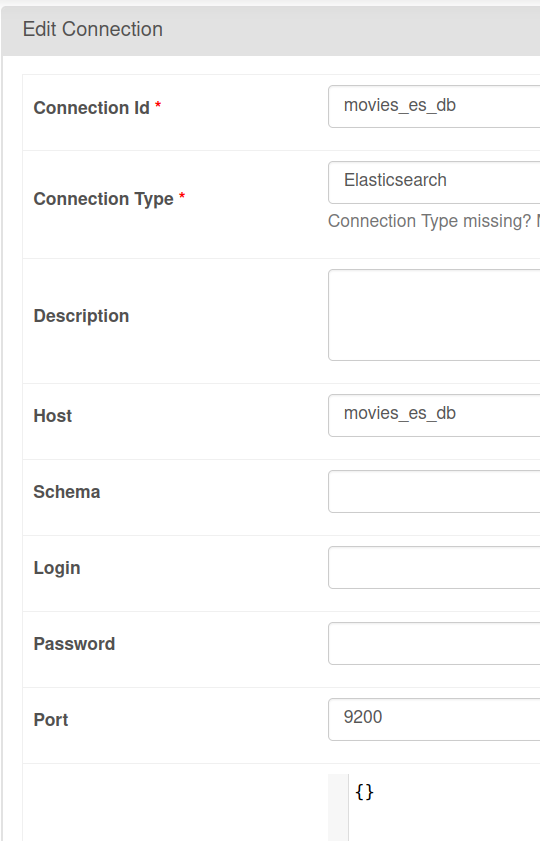 Edit Connection
Connection Id *
movies_es_db
Connection Type *
Elasticsearch
Connection Type missing?
Description
Host
movies_es_db
Schema
Login
Password
Port
9200
{}